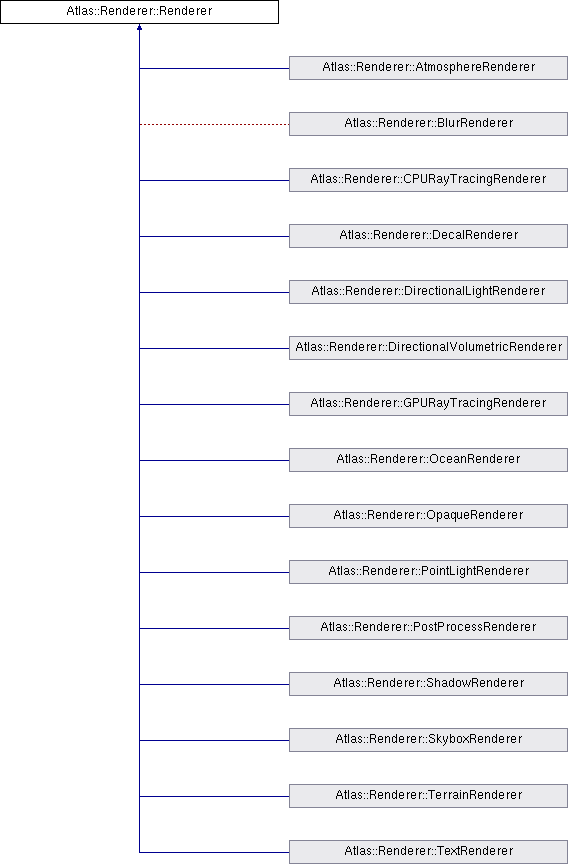 Atlas::Renderer::Renderer
Atlas::Renderer::AtmosphereRenderer
Atlas::Renderer::BlurRenderer
Atlas::Renderer::CPURayTracingRenderer
Atlas::Renderer::DecalRenderer
Atlas::Renderer::DirectionalLightRenderer
Atlas::Renderer::DirectionalVolumetricRenderer
Atlas::Renderer::GPURayTracingRenderer
Atlas::Renderer::OceanRenderer
Atlas::Renderer::OpaqueRenderer
Atlas::Renderer::PointLightRenderer
Atlas::Renderer::PostProcessRenderer
Atlas::Renderer::ShadowRenderer
Atlas::Renderer::SkyboxRenderer
Atlas::Renderer::TerrainRenderer
Atlas::Renderer::TextRenderer